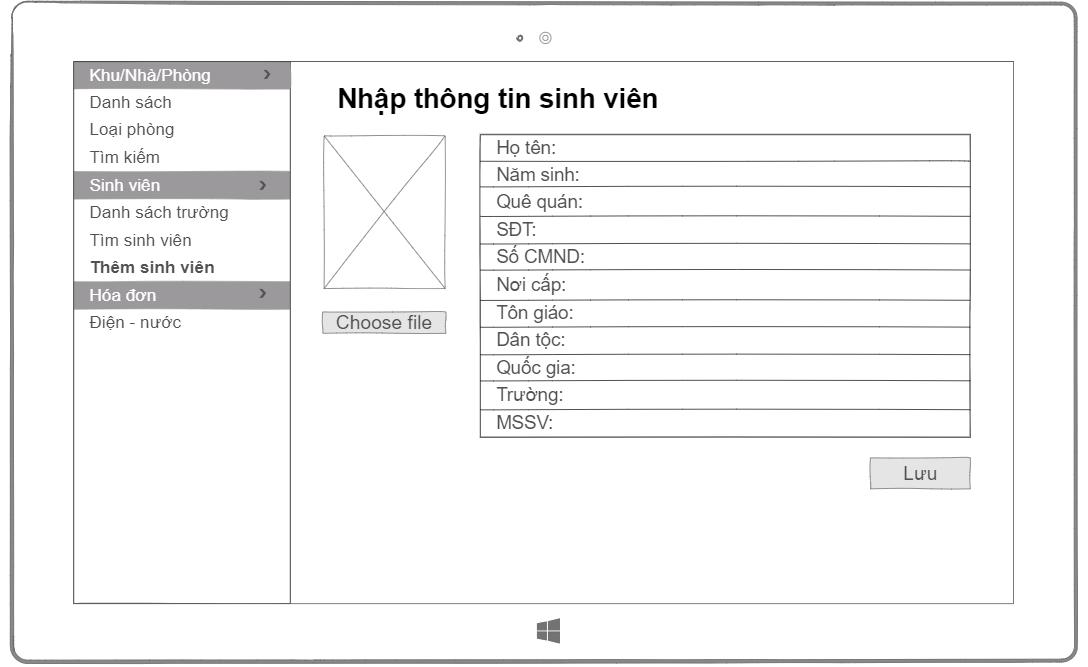 Khu/Nhà/Phòng
Danh sách
Loại phòng
Tìm kiếm
Sinh viên
Danh sách trường
Tìm sinh viên
Thêm sinh viên
Hóa đơn
Điện - nước
Nhập thông tin sinh viên
Choose file
Họ tên:
Năm sinh:
Quê quán:
SĐT:
Số CMND:
Nơi cấp:
Tôn giáo:
Dân tộc:
Quốc gia:
Trường:
MSSV:
Lưu